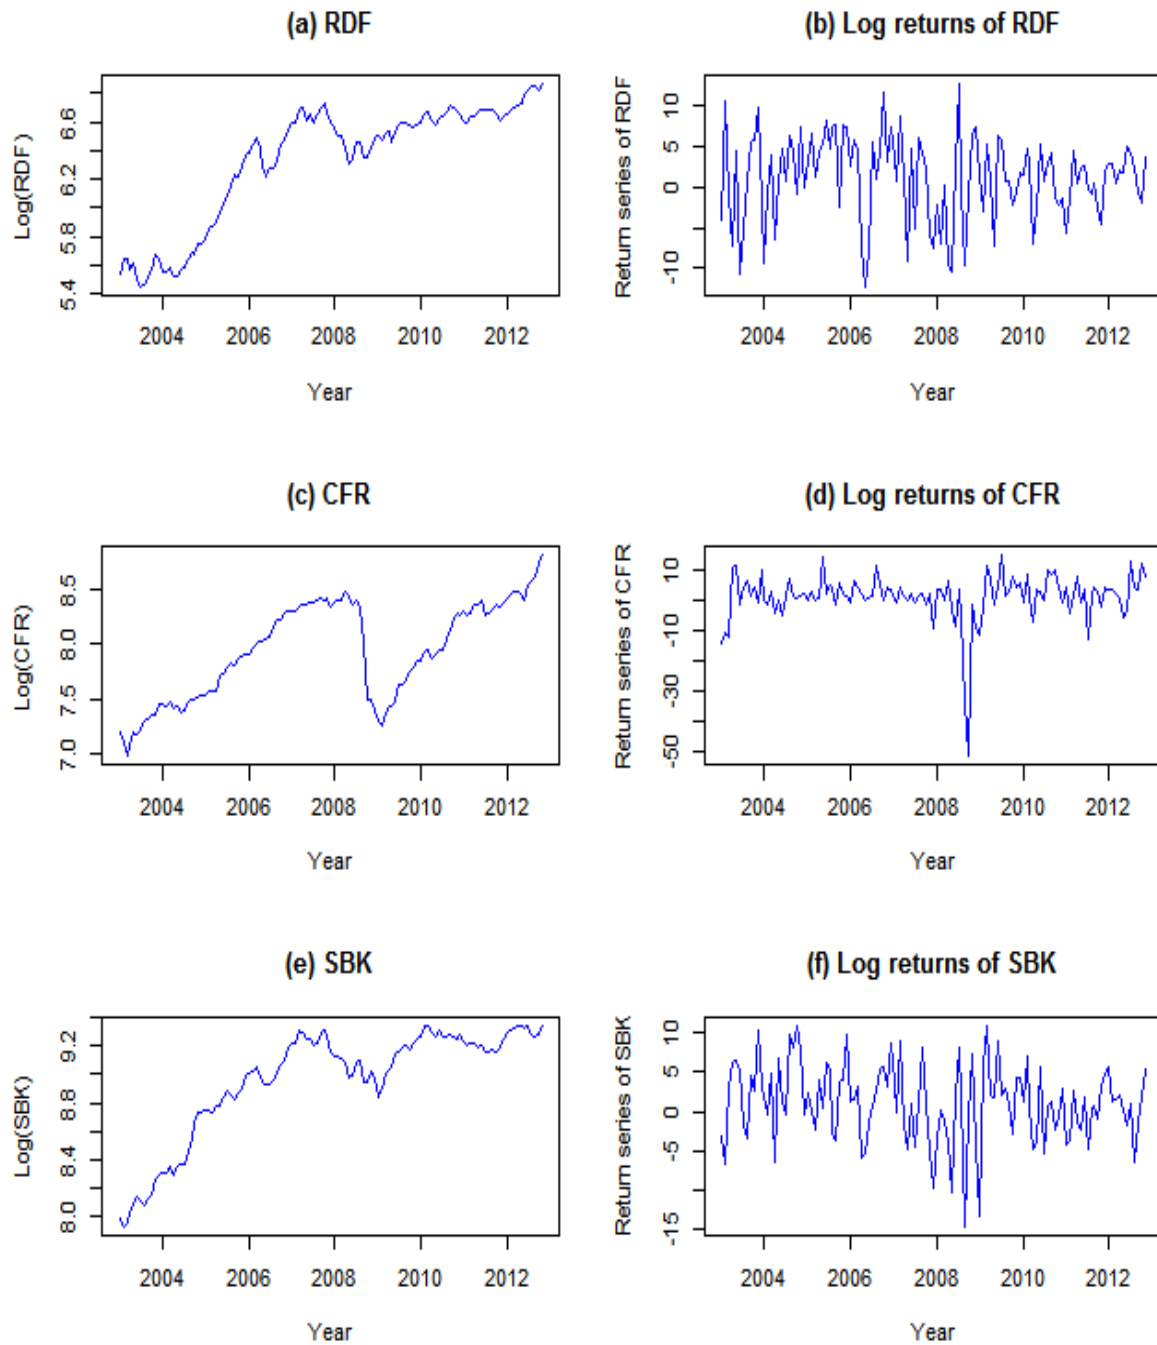 (a) RDF
Log(RDF)
5.4 5.8 6.2 6.6
2004 2006 2008 2010 2012
Year
(b) Log returns of RDF
Return series of RDF
-10 0 5 10
2004 2006 2008 2010 2012
Year
(c) CFR
Log(CFR)
7.0 7.5 8.0 8.5
2004 2006 2008 2010 2012
Year
(d) Log returns of CFR
Return series of CFR
-50 -30 -10 10
2004 2006 2008 2010 2012
Year
(e) SBK
Log(SBK)
8.0 8.4 8.8 9.2
2004 2006 2008 2010 2012
Year
(f) Log returns of SBK
Return series of SBK
-15 -5 0 5 10
2004 2006 2008 2010 2012
Year